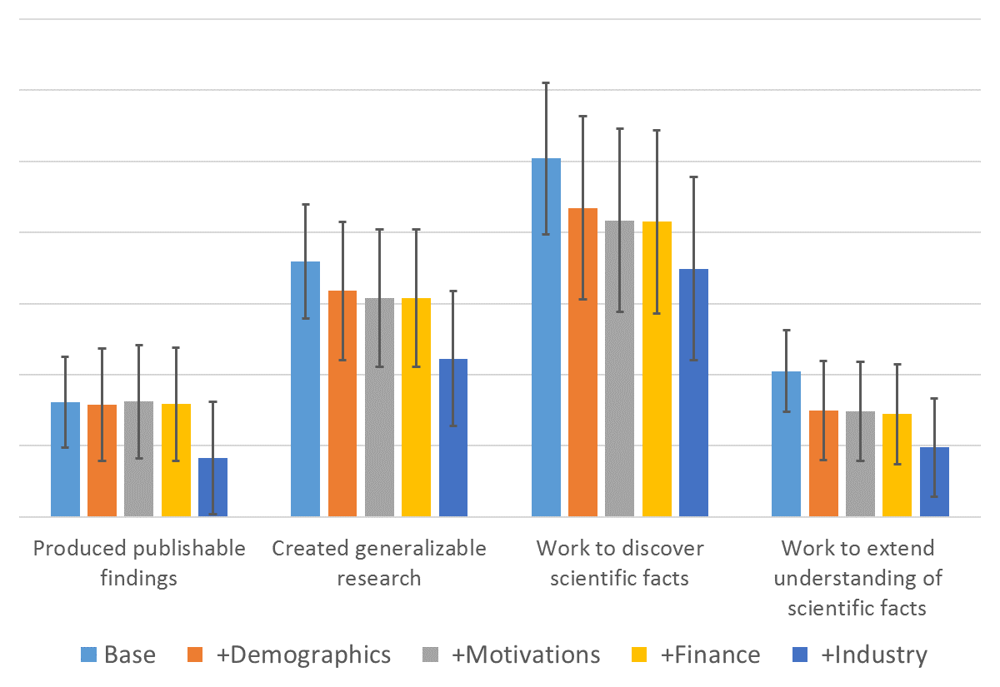 Produced publishable
findings
Created generalizable
research
Work to discover
scientific facts
Work to extend
understanding of
scientific facts
Base +Demographics +Motivations +Finance +Industry